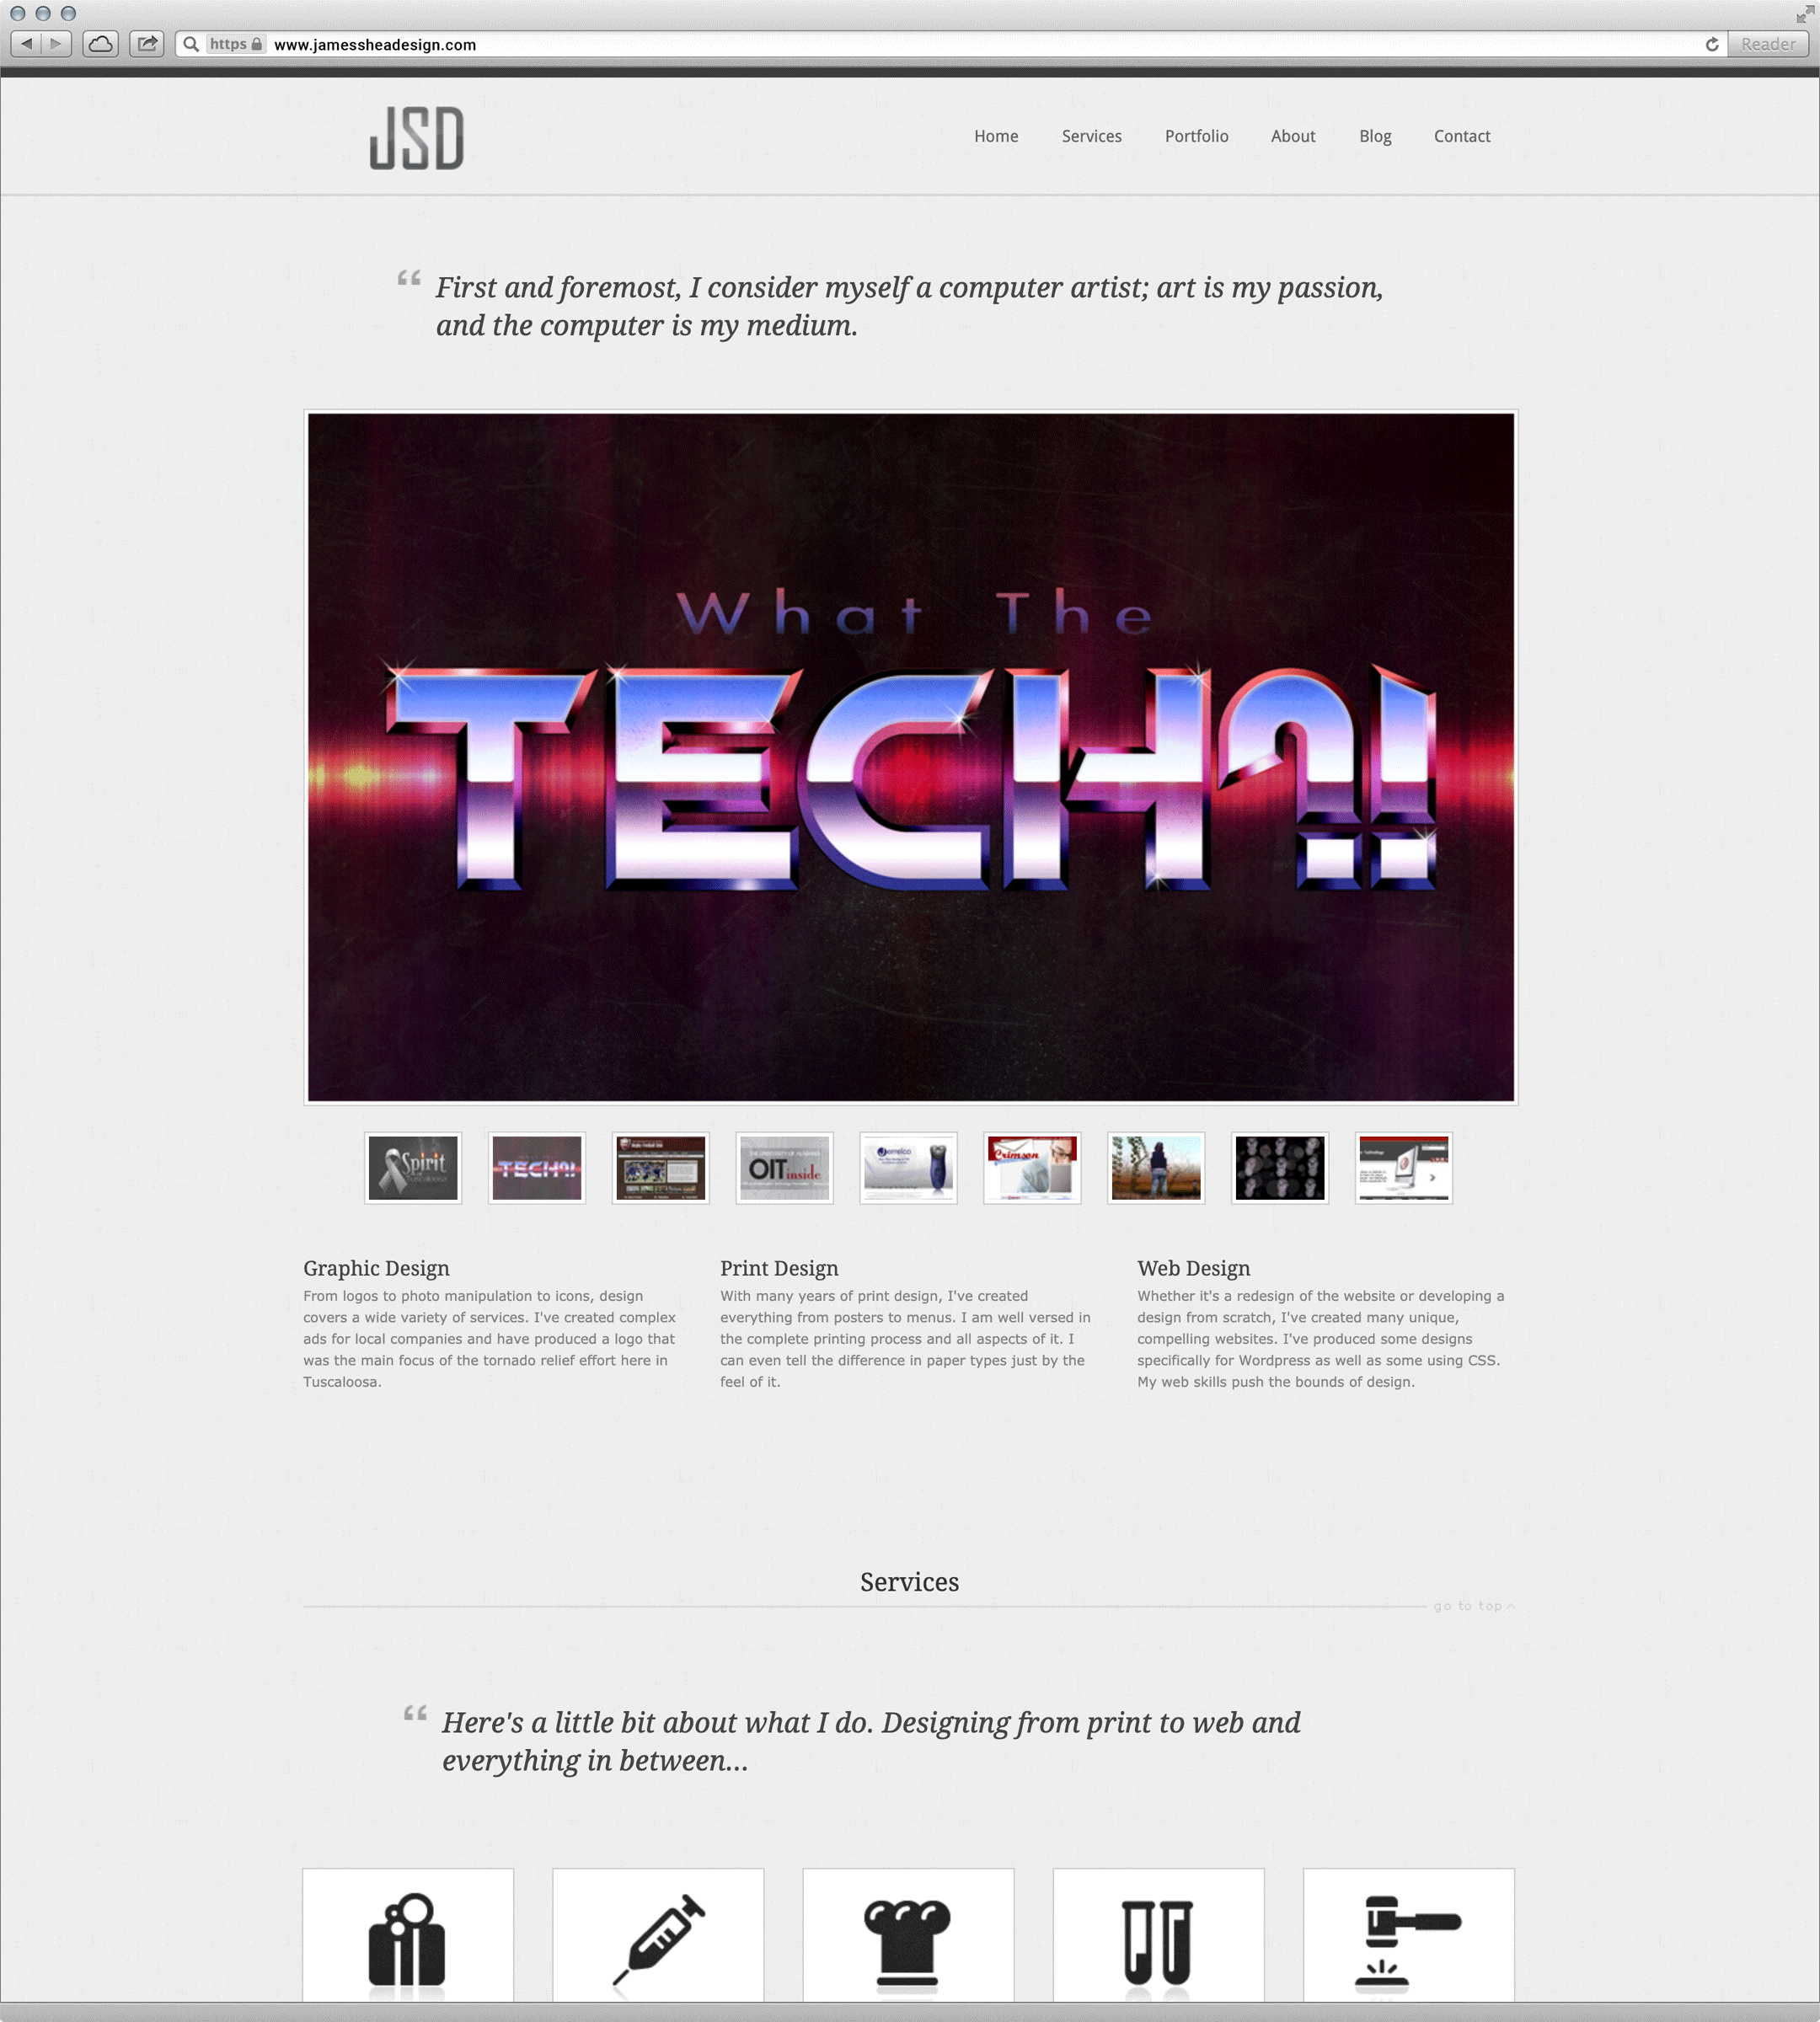 https www.jamessheadesign.com Reader
JSD
Home Services Portfolio About Blog Contact
“ First and foremost, I consider myself a computer artist; art is my passion,
and the computer is my medium.
What The
TECH?!
Spirit
Tuscaloosa
TECH?!
OIT inside
Jerrelco
Crimson
Graphic Design
From logos to photo manipulation to icons, design
covers a wide variety of services. I've created complex
ads for local companies and have produced a logo that
was the main focus of the tornado relief effort here in
Tuscaloosa.
Print Design
With many years of print design, I've created
everything from posters to menus. I am well versed in
the complete printing process and all aspects of it. I
can even tell the difference in paper types just by the
feel of it.
Web Design
Whether it's a redesign of the website or developing a
design from scratch, I've created many unique,
compelling websites. I've produced some designs
specifically for Wordpress as well as some using CSS.
My web skills push the bounds of design.
Services
go to top
“ Here's a little bit about what I do. Designing from print to web and
everything in between...